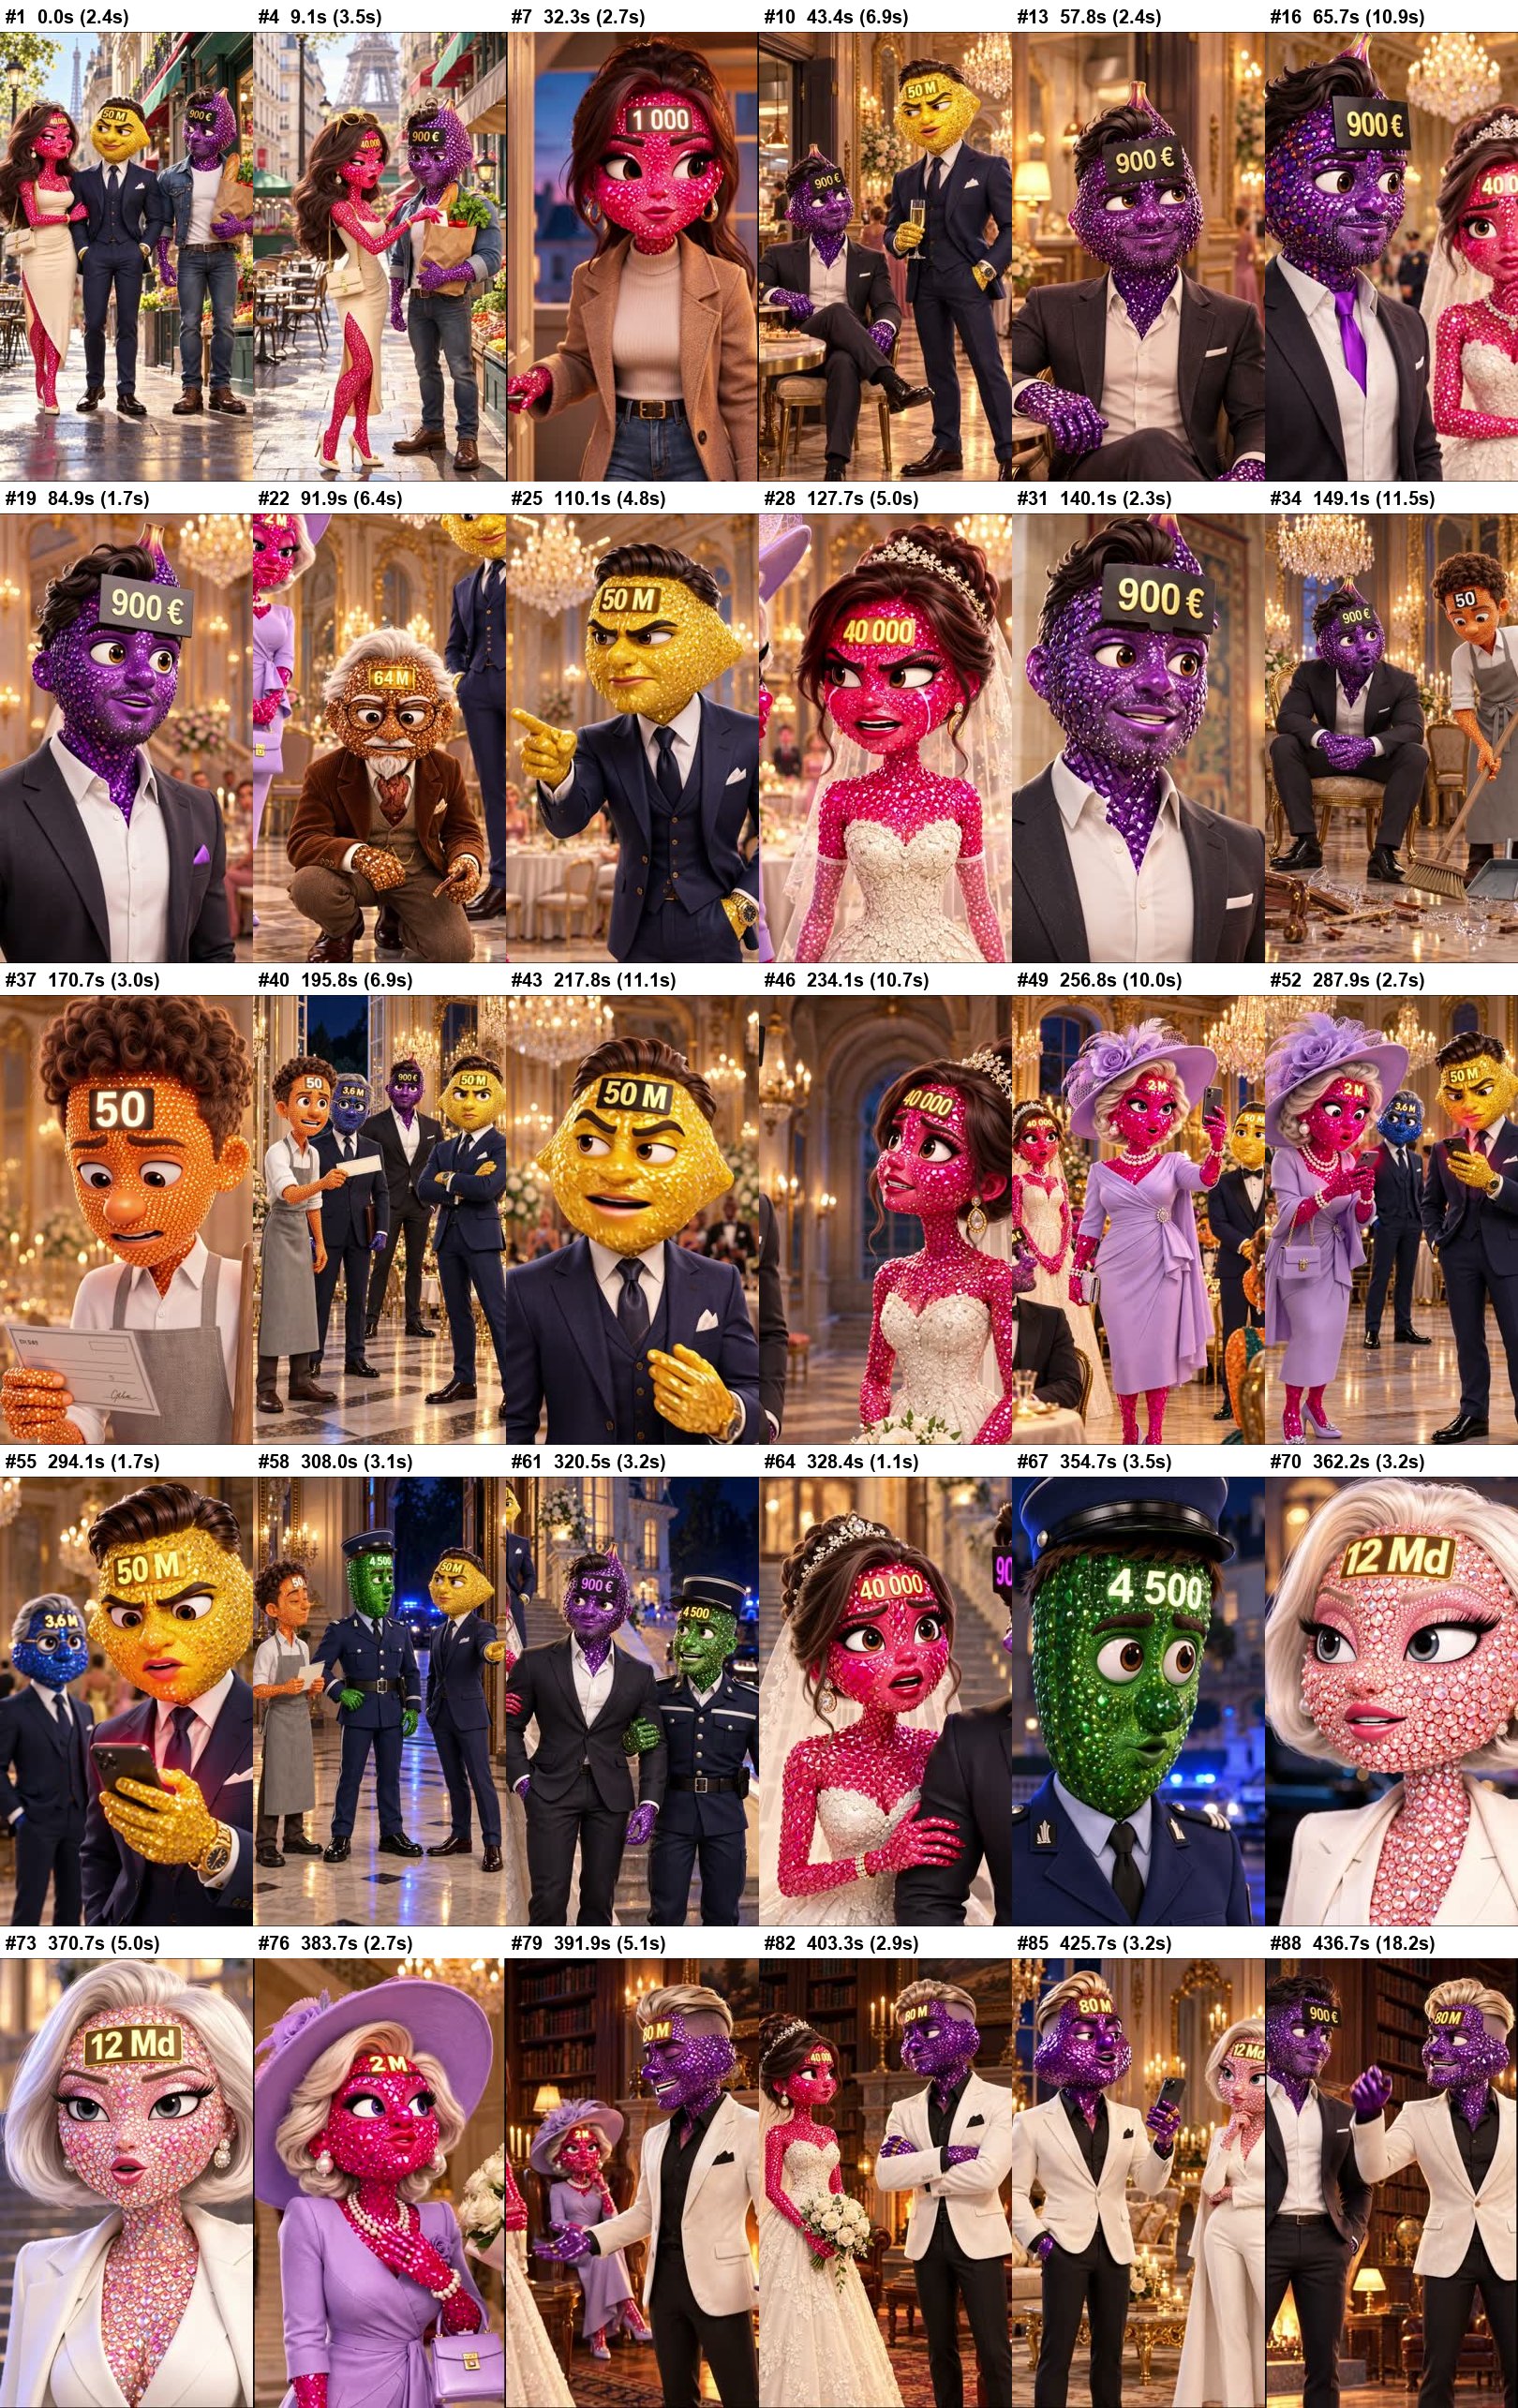 #1 0.0s (2.4s)
#4 9.1s (3.5s)
#7 32.3s (2.7s)
#10 43.4s (6.9s)
#13 57.8s (2.4s)
#16 65.7s (10.9s)
40.000
50 M
900 €
40.000
900 €
1 000
900 €
50 M
900 €
900 €
40 0
#19 84.9s (1.7s)
#22 91.9s (6.4s)
#25 110.1s (4.8s)
#28 127.7s (5.0s)
#31 140.1s (2.3s)
#34 149.1s (11.5s)
900 €
2 M
64 M
50 M
40 000
900 €
900 €
50
#37 170.7s (3.0s)
#40 195.8s (6.9s)
#43 217.8s (11.1s)
#46 234.1s (10.7s)
#49 256.8s (10.0s)
#52 287.9s (2.7s)
50
50
3,6 M
900 €
50 M
50 M
40 000
40 000
2 M
50 M
2 M
3,6 M
50 M
#55 294.1s (1.7s)
#58 308.0s (3.1s)
#61 320.5s (3.2s)
#64 328.4s (1.1s)
#67 354.7s (3.5s)
#70 362.2s (3.2s)
3,6 M
50 M
50
4 500
50 M
900 €
4 500
40 000
90
4 500
12 Md
#73 370.7s (5.0s)
#76 383.7s (2.7s)
#79 391.9s (5.1s)
#82 403.3s (2.9s)
#85 425.7s (3.2s)
#88 436.7s (18.2s)
12 Md
2 M
2 M
80 M
40 000
80 M
80 M
12 Md
900 €
80 M